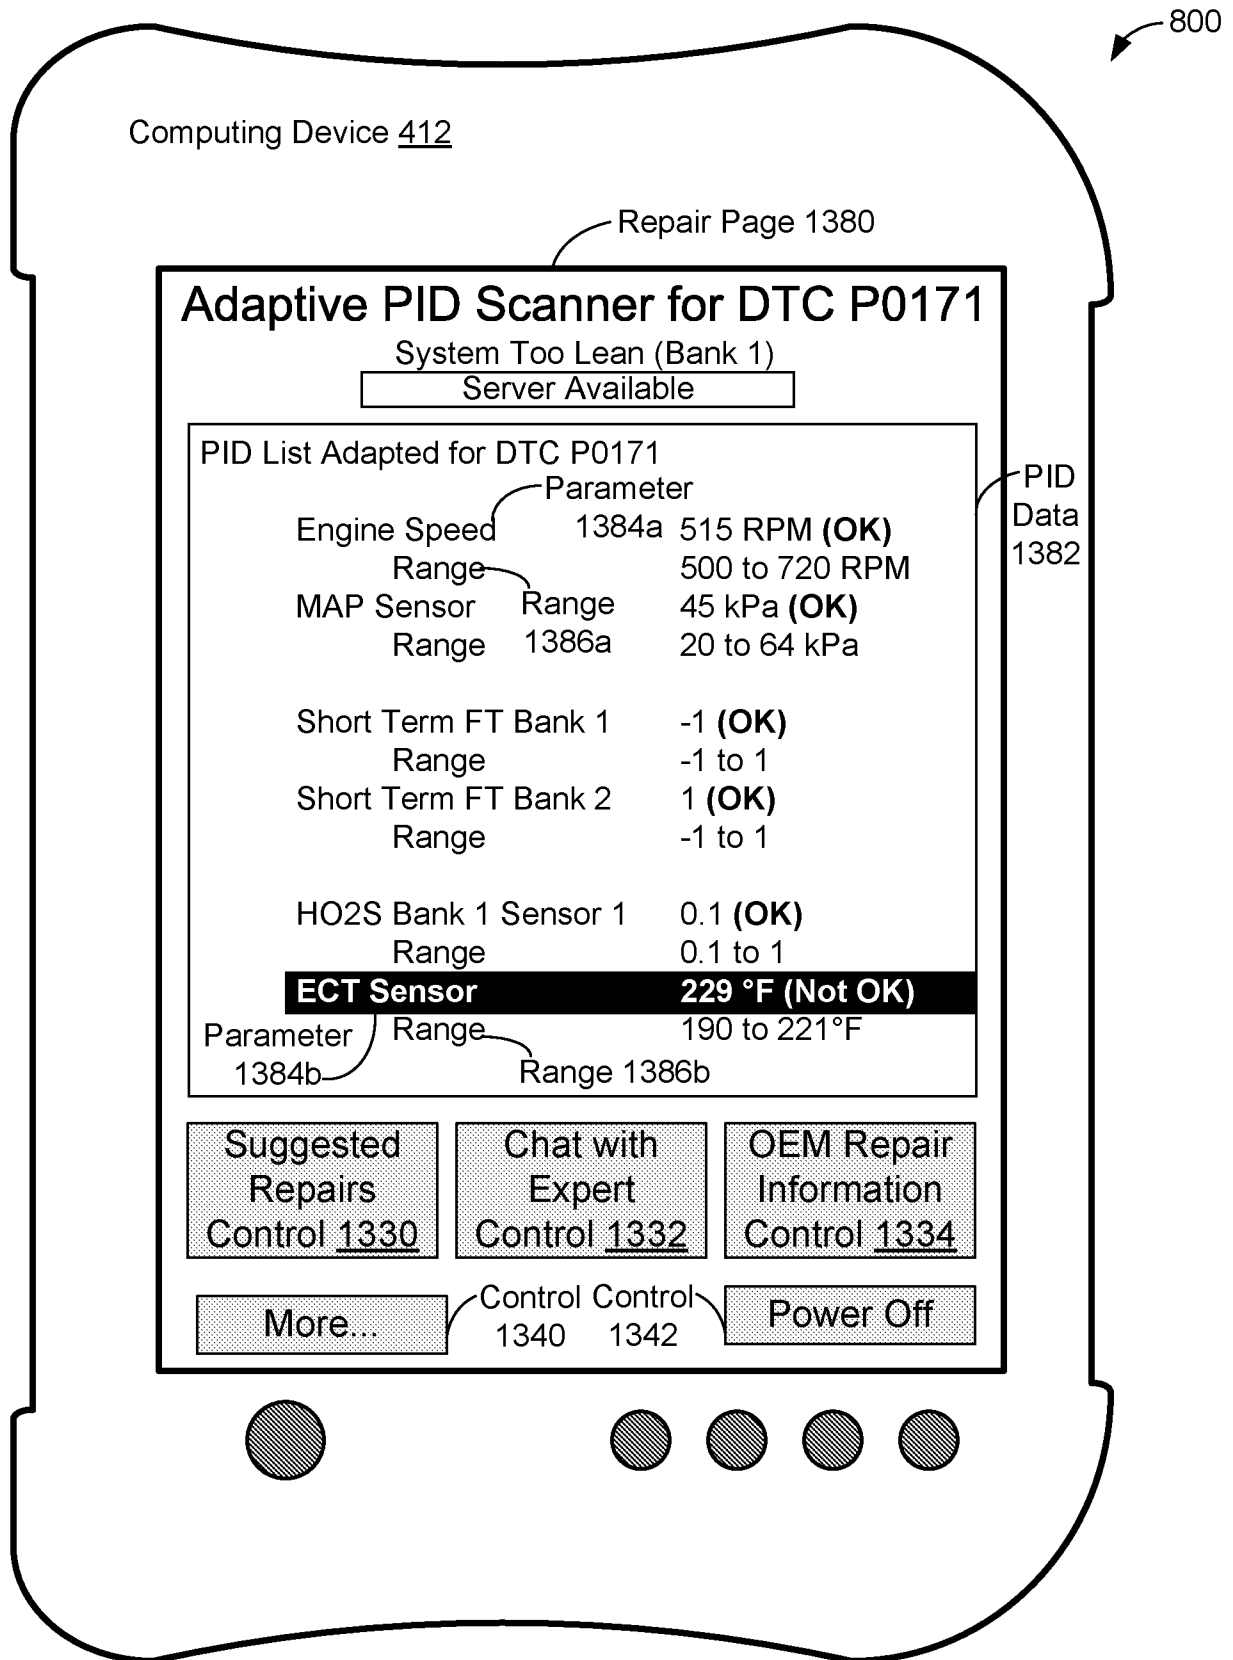 800
Computing Device 412
Repair Page 1380
Adaptive PID Scanner for DTC P0171
System Too Lean (Bank 1)
Server Available
PID List Adapted for DTC P0171
PID
Data
1382
Parameter
1384a
Engine Speed 515 RPM (OK)
Range 500 to 720 RPM
Range
1386a
MAP Sensor 45 kPa (OK)
Range 20 to 64 kPa
Short Term FT Bank 1 -1 (OK)
Range -1 to 1
Short Term FT Bank 2 1 (OK)
Range -1 to 1
HO2S Bank 1 Sensor 1 0.1 (OK)
Range 0.1 to 1
ECT Sensor 229 °F (Not OK)
Range 190 to 221°F
Parameter
1384b
Range 1386b
Suggested
Repairs
Control 1330
Chat with
Expert
Control 1332
OEM Repair
Information
Control 1334
More...
Control
1340
Control
1342
Power Off